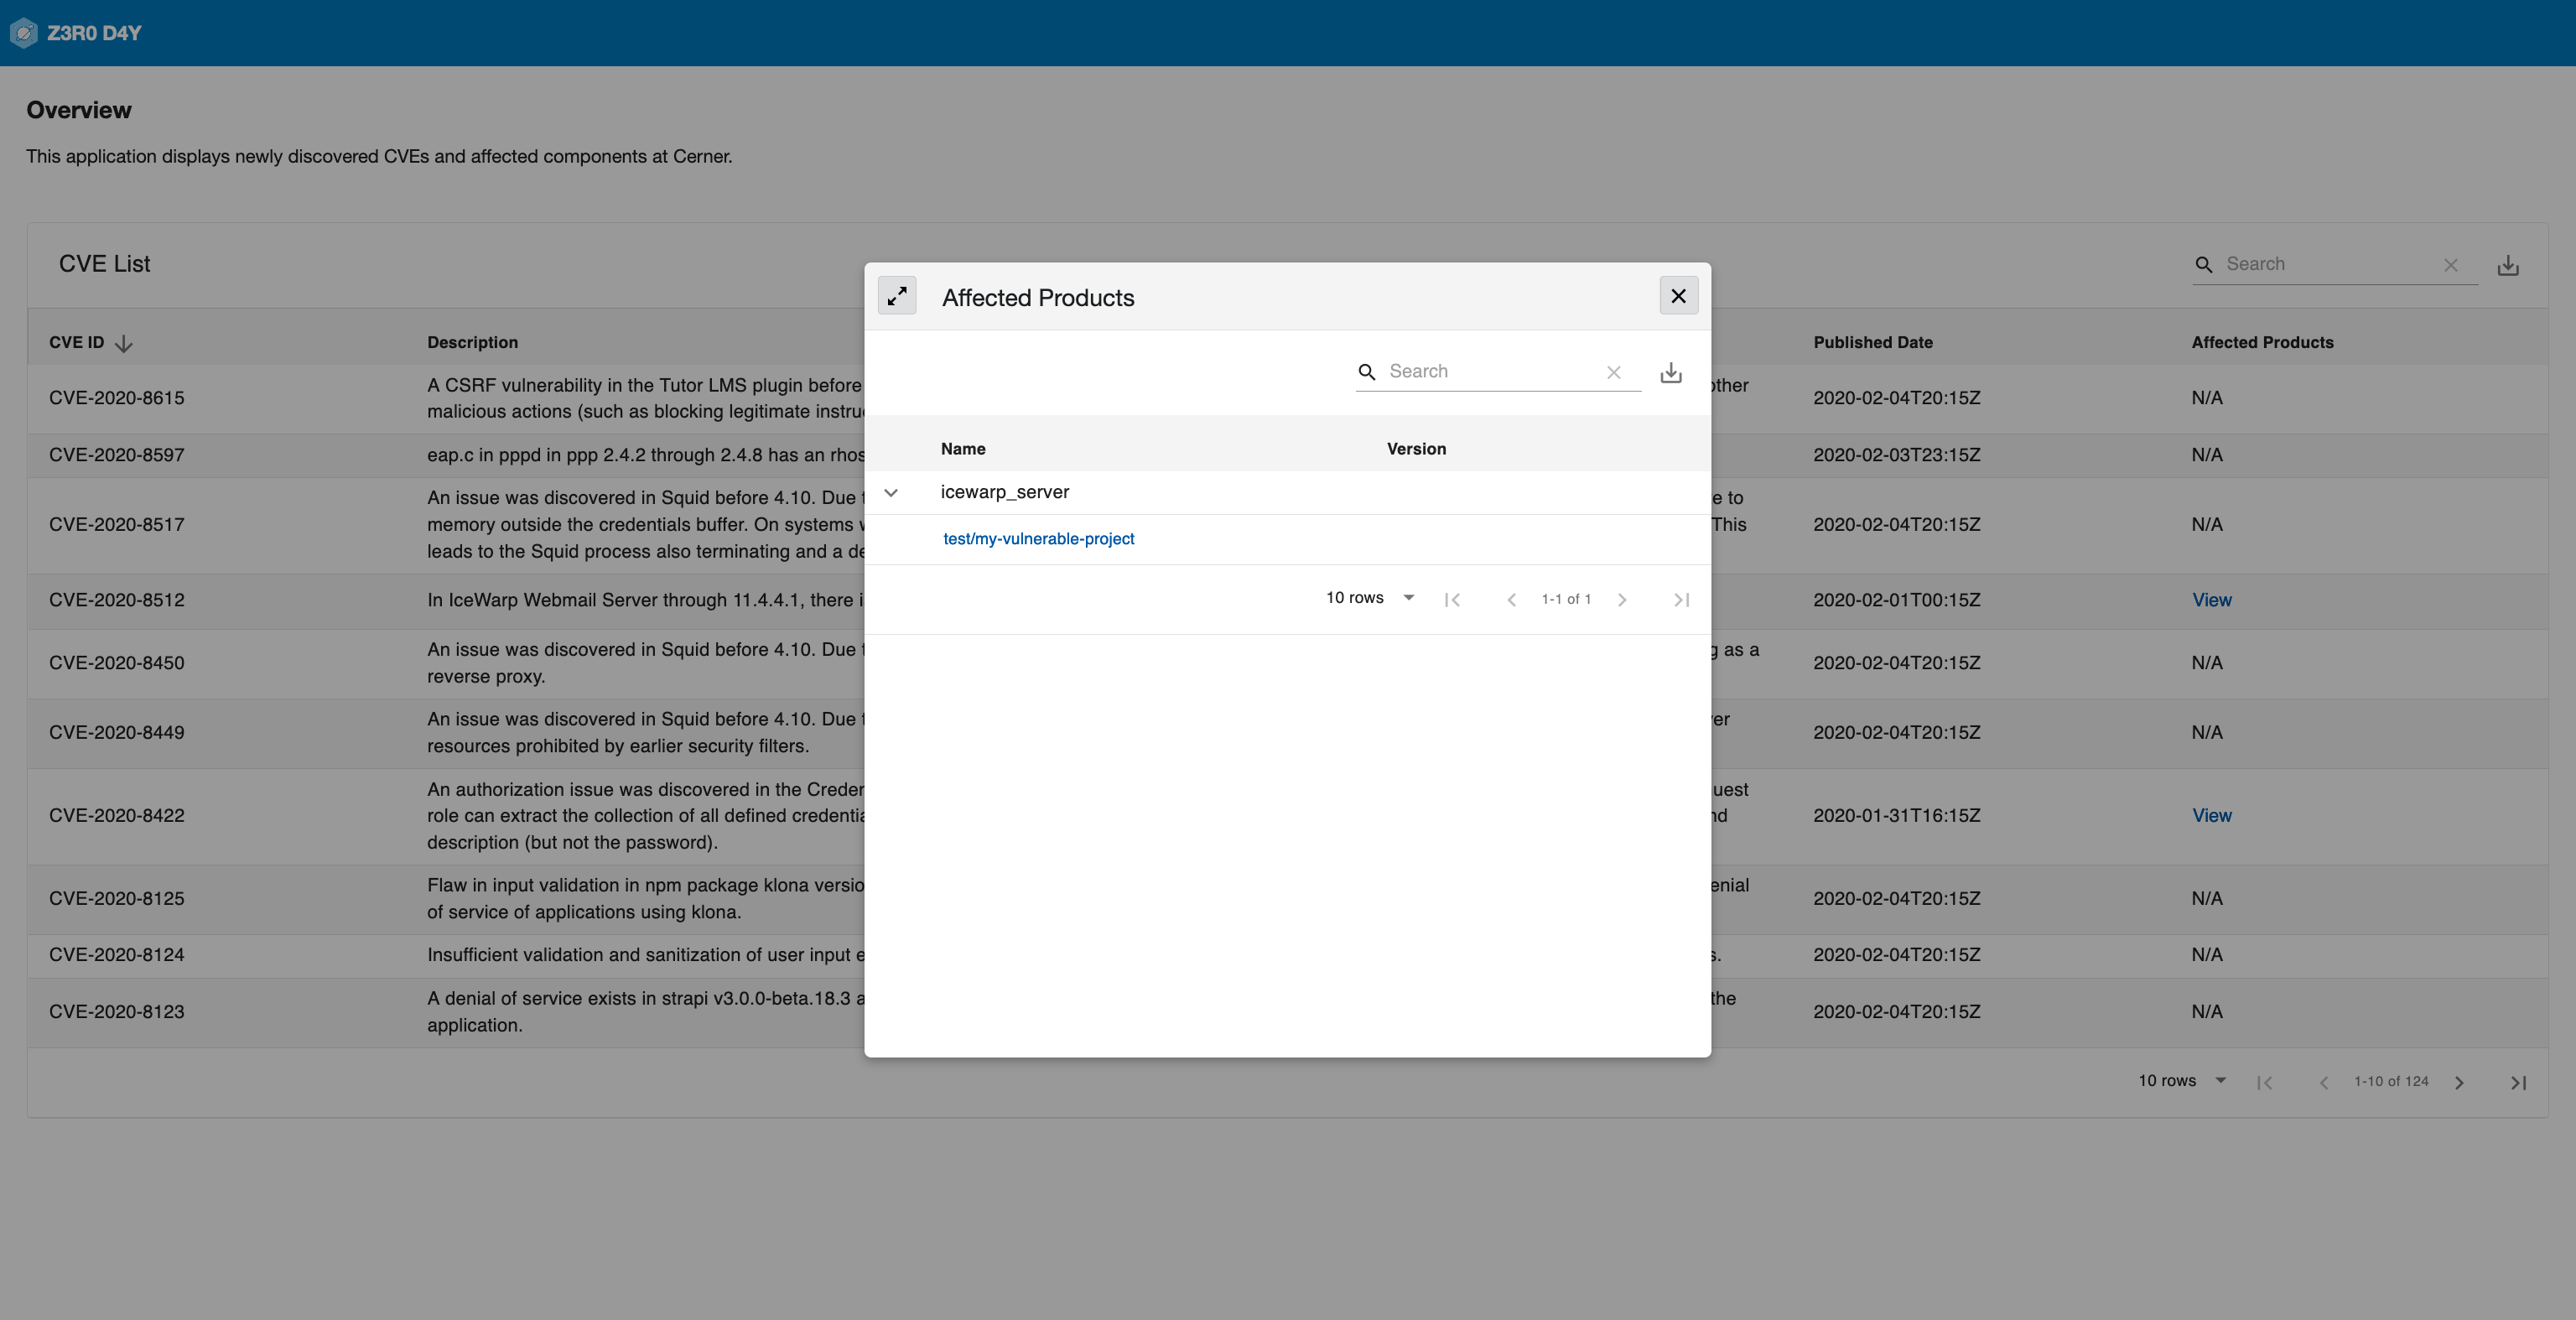 Z3R0 D4Y
Overview
This application displays newly discovered CVEs and affected components at Cerner.
CVE List
Search
CVE ID
Description
Published Date
Affected Products
CVE-2020-8615
A CSRF vulnerability in the Tutor LMS plugin before
malicious actions (such as blocking legitimate
other
2020-02-04T20:15Z
N/A
CVE-2020-8597
eap.c in pppd in ppp 2.4.2 through 2.4.8 has an
2020-02-03T23:15Z
N/A
CVE-2020-8517
An issue was discovered in Squid before 4.10. Due
memory outside the credentials buffer. On systems
leads to the Squid process also terminating and a
to
This
2020-02-04T20:15Z
N/A
CVE-2020-8512
In IceWarp Webmail Server through 11.4.4.1, there
2020-02-01T00:15Z
View
CVE-2020-8450
An issue was discovered in Squid before 4.10. Due
reverse proxy.
as a
2020-02-04T20:15Z
N/A
CVE-2020-8449
An issue was discovered in Squid before 4.10. Due
resources prohibited by earlier security filters.
2020-02-04T20:15Z
N/A
CVE-2020-8422
An authorization issue was discovered in the
role can extract the collection of all defined
description (but not the password).
2020-01-31T16:15Z
View
CVE-2020-8125
Flaw in input validation in npm package klona
of service of applications using klona.
2020-02-04T20:15Z
N/A
CVE-2020-8124
Insufficient validation and sanitization of user input
2020-02-04T20:15Z
N/A
CVE-2020-8123
A denial of service exists in strapi v3.0.0-beta.18.3
application.
the
2020-02-04T20:15Z
N/A
10 rows
1-10 of 124
Affected Products
Search
Name
Version
icewarp_server
test/my-vulnerable-project
10 rows
1-1 of 1